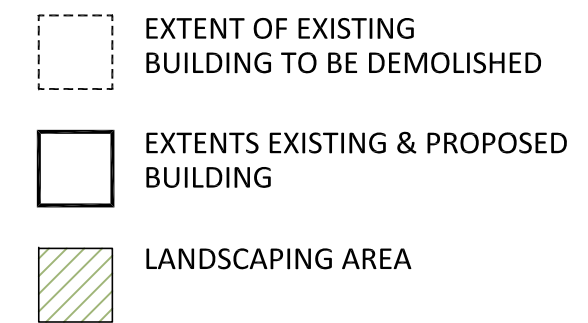 EXTENT OF EXISTING
BUILDING TO BE DEMOLISHED
EXTENTS EXISTING & PROPOSED
BUILDING
LANDSCAPING AREA